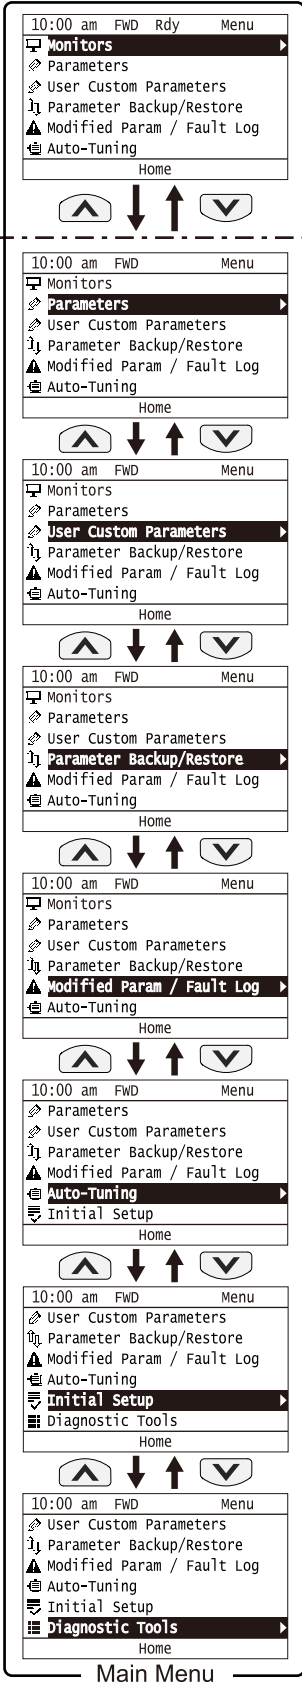 10:00 am FWD Rdy Menu
Monitors
Parameters
User Custom Parameters
Parameter Backup/Restore
Modified Param / Fault Log
Auto-Tuning
Home
10:00 am FWD Menu
Monitors
Parameters
User Custom Parameters
Parameter Backup/Restore
Modified Param / Fault Log
Auto-Tuning
Home
10:00 am FWD Menu
Monitors
Parameters
User Custom Parameters
Parameter Backup/Restore
Modified Param / Fault Log
Auto-Tuning
Home
10:00 am FWD Menu
Monitors
Parameters
User Custom Parameters
Parameter Backup/Restore
Modified Param / Fault Log
Auto-Tuning
Home
10:00 am FWD Menu
Monitors
Parameters
User Custom Parameters
Parameter Backup/Restore
Modified Param / Fault Log
Auto-Tuning
Home
10:00 am FWD Menu
Parameters
User Custom Parameters
Parameter Backup/Restore
Modified Param / Fault Log
Auto-Tuning
Initial Setup
Home
10:00 am FWD Menu
User Custom Parameters
Parameter Backup/Restore
Modified Param / Fault Log
Auto-Tuning
Initial Setup
Diagnostic Tools
Home
10:00 am FWD Menu
User Custom Parameters
Parameter Backup/Restore
Modified Param / Fault Log
Auto-Tuning
Initial Setup
Diagnostic Tools
Home
Main Menu